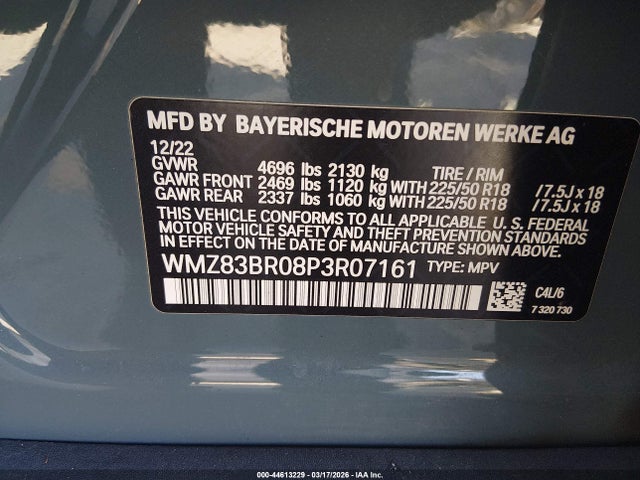 MFD BY BAYERISCHE MOTOREN WERKE AG
12/22
GVWR 4696 lbs 2130 kg TIRE / RIM
GAWR FRONT 2469 lbs 1120 kg WITH 225/50 R18 / 7.5J x 18
GAWR REAR 2337 lbs 1060 kg WITH 225/50 R18 / 7.5J x 18
THIS VEHICLE CONFORMS TO ALL APPLICABLE U. S. FEDERAL
MOTOR VEHICLE SAFETY AND THEFT PREVENTION STANDARDS
IN EFFECT ON THE DATE OF MANUFACTURE SHOWN ABOVE.
WMZ83BR08P3R07161 TYPE: MPV
C4L/6
7 320 730
000-44613229 - 03/17/2026 - IAA Inc.